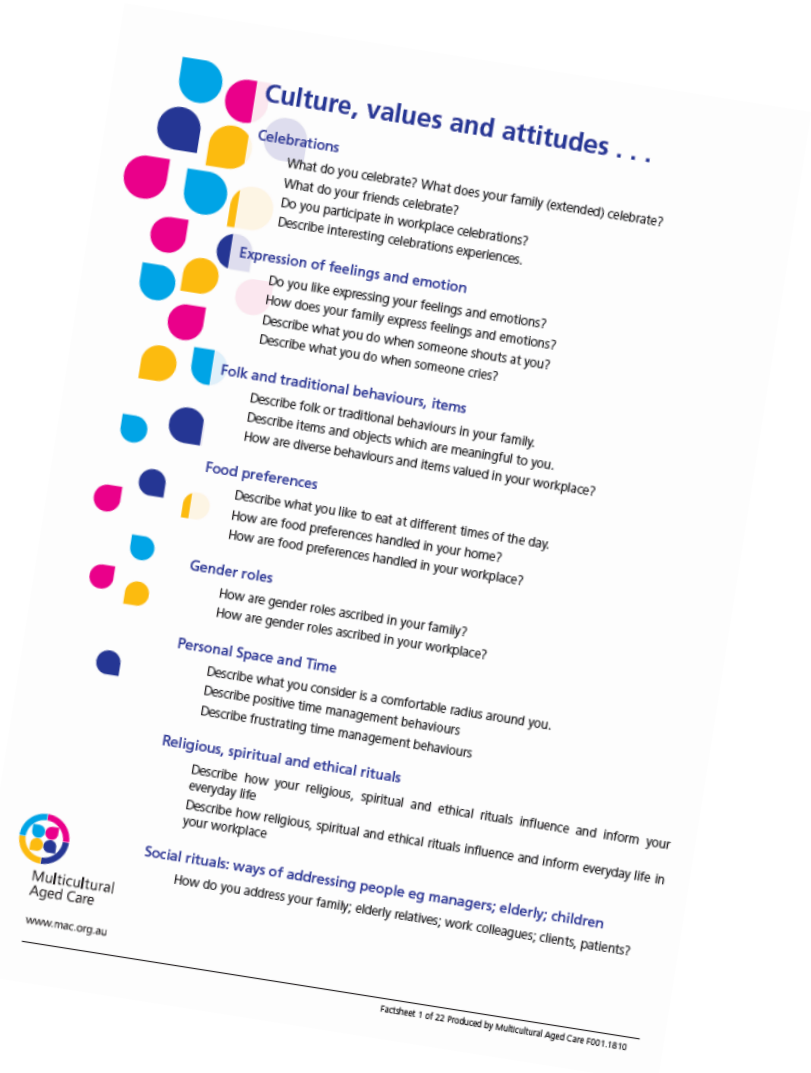 Culture, values and attitudes . . .
Celebrations
What do you celebrate? What does your family (extended) celebrate?
What do your friends celebrate?
Do you participate in workplace celebrations?
Describe interesting celebrations experiences.
Expression of feelings and emotion
Do you like expressing your feelings and emotions?
How does your family express feelings and emotions?
Describe what you do when someone shouts at you?
Describe what you do when someone cries?
Folk and traditional behaviours, items
Describe folk or traditional behaviours in your family.
Describe items and objects which are meaningful to you.
How are diverse behaviours and items valued in your workplace?
Food preferences
Describe what you like to eat at different times of the day.
How are food preferences handled in your home?
How are food preferences handled in your workplace?
Gender roles
How are gender roles ascribed in your family?
How are gender roles ascribed in your workplace?
Personal Space and Time
Describe what you consider is a comfortable radius around you.
Describe positive time management behaviours
Describe frustrating time management behaviours
Religious, spiritual and ethical rituals
Describe how your religious, spiritual and ethical rituals influence and inform your
everyday life
Describe how religious, spiritual and ethical rituals influence and inform everyday life in
your workplace
Social rituals: ways of addressing people eg managers; elderly; children
How do you address your family; elderly relatives; work colleagues; clients, patients?
Multicultural
Aged Care
www.mac.org.au
Factsheet 1 of 22 Produced by Multicultural Aged Care F001.1810